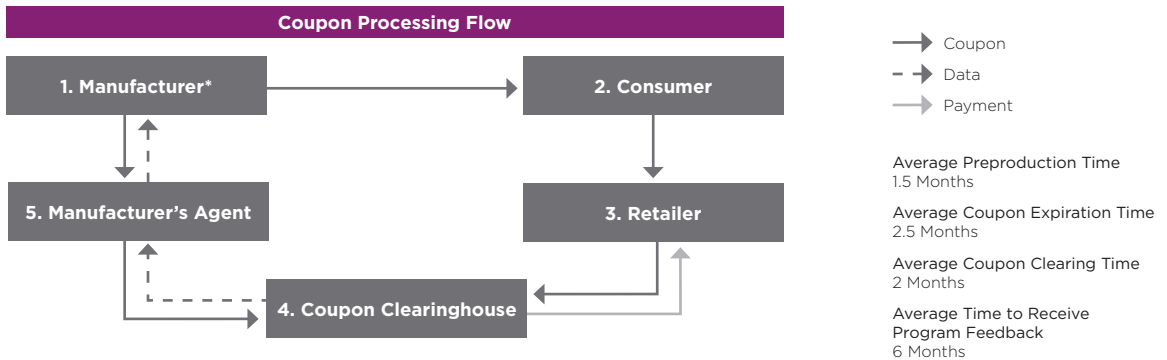 Coupon Processing Flow
1. Manufacturer*
2. Consumer
5. Manufacturer's Agent
3. Retailer
4. Coupon Clearinghouse
Coupon
Data
Payment
Average Preproduction Time
1.5 Months
Average Coupon Expiration Time
2.5 Months
Average Coupon Clearing Time
2 Months
Average Time to Receive
Program Feedback
6 Months